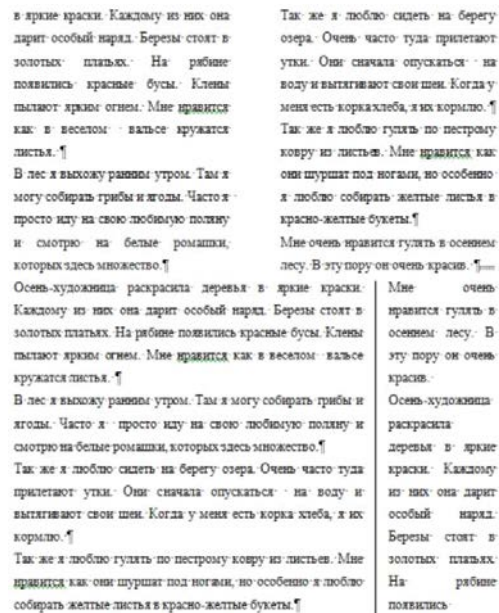 в яркие краски. Каждому из них она
дарит особый наряд. Березы стоят в
золотых платьях. На рябине
появились красные бусы. Клены
пылают ярким огнем. Мне нравится
как в веселом вальсе кружатся
листья. ¶
В лес я выхожу ранним утром. Там я
могу собирать грибы и ягоды. Часто я
просто иду на свою любимую поляну
и смотрю на белые ромашки,
которых здесь множество.¶
Так же я люблю сидеть на берегу
озера. Очень часто туда прилетают
утки. Они сначала опускаться на
воду и вытягивают свои шеи. Когда у
меня есть корка хлеба, я их кормлю. ¶
Так же я люблю гулять по пестрому
ковру из листьев. Мне нравится как
они шуршат под ногами, но особенно
я люблю собирать желтые листья в
красно-желтые букеты.¶
Мне очень нравится гулять в осеннем
лесу. В эту пору он очень красив. ¶
Осень-художница раскрасила деревья в яркие краски.
Каждому из них она дарит особый наряд. Березы стоят в
золотых платьях. На рябине появились красные бусы. Клены
пылают ярким огнем. Мне нравится как в веселом вальсе
кружатся листья. ¶
В лес я выхожу ранним утром. Там я могу собирать грибы и
ягоды. Часто я просто иду на свою любимую поляну и
смотрю на белые ромашки, которых здесь множество.¶
Так же я люблю сидеть на берегу озера. Очень часто туда
прилетают утки. Они сначала опускаться на воду и
вытягивают свои шеи. Когда у меня есть корка хлеба, я их
кормлю. ¶
Так же я люблю гулять по пестрому ковру из листьев. Мне
нравится как они шуршат под ногами, но особенно я люблю
собирать желтые листья в красно-желтые букеты.¶
Мне очень
нравится гулять в
осеннем лесу. В
эту пору он очень
красив.
Осень-художница
раскрасила
деревья в яркие
краски. Каждому
из них она дарит
особый наряд.
Березы стоят в
золотых платьях.
На рябине
появились